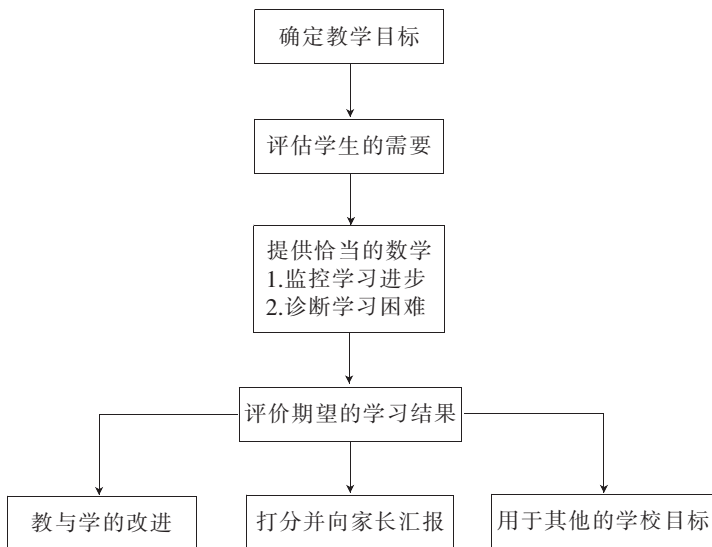 确定教学目标
评估学生的需要
提供恰当的数学
1.监控学习进步
2.诊断学习困难
评价期望的学习结果
教与学的改进
打分并向家长汇报
用于其他的学校目标